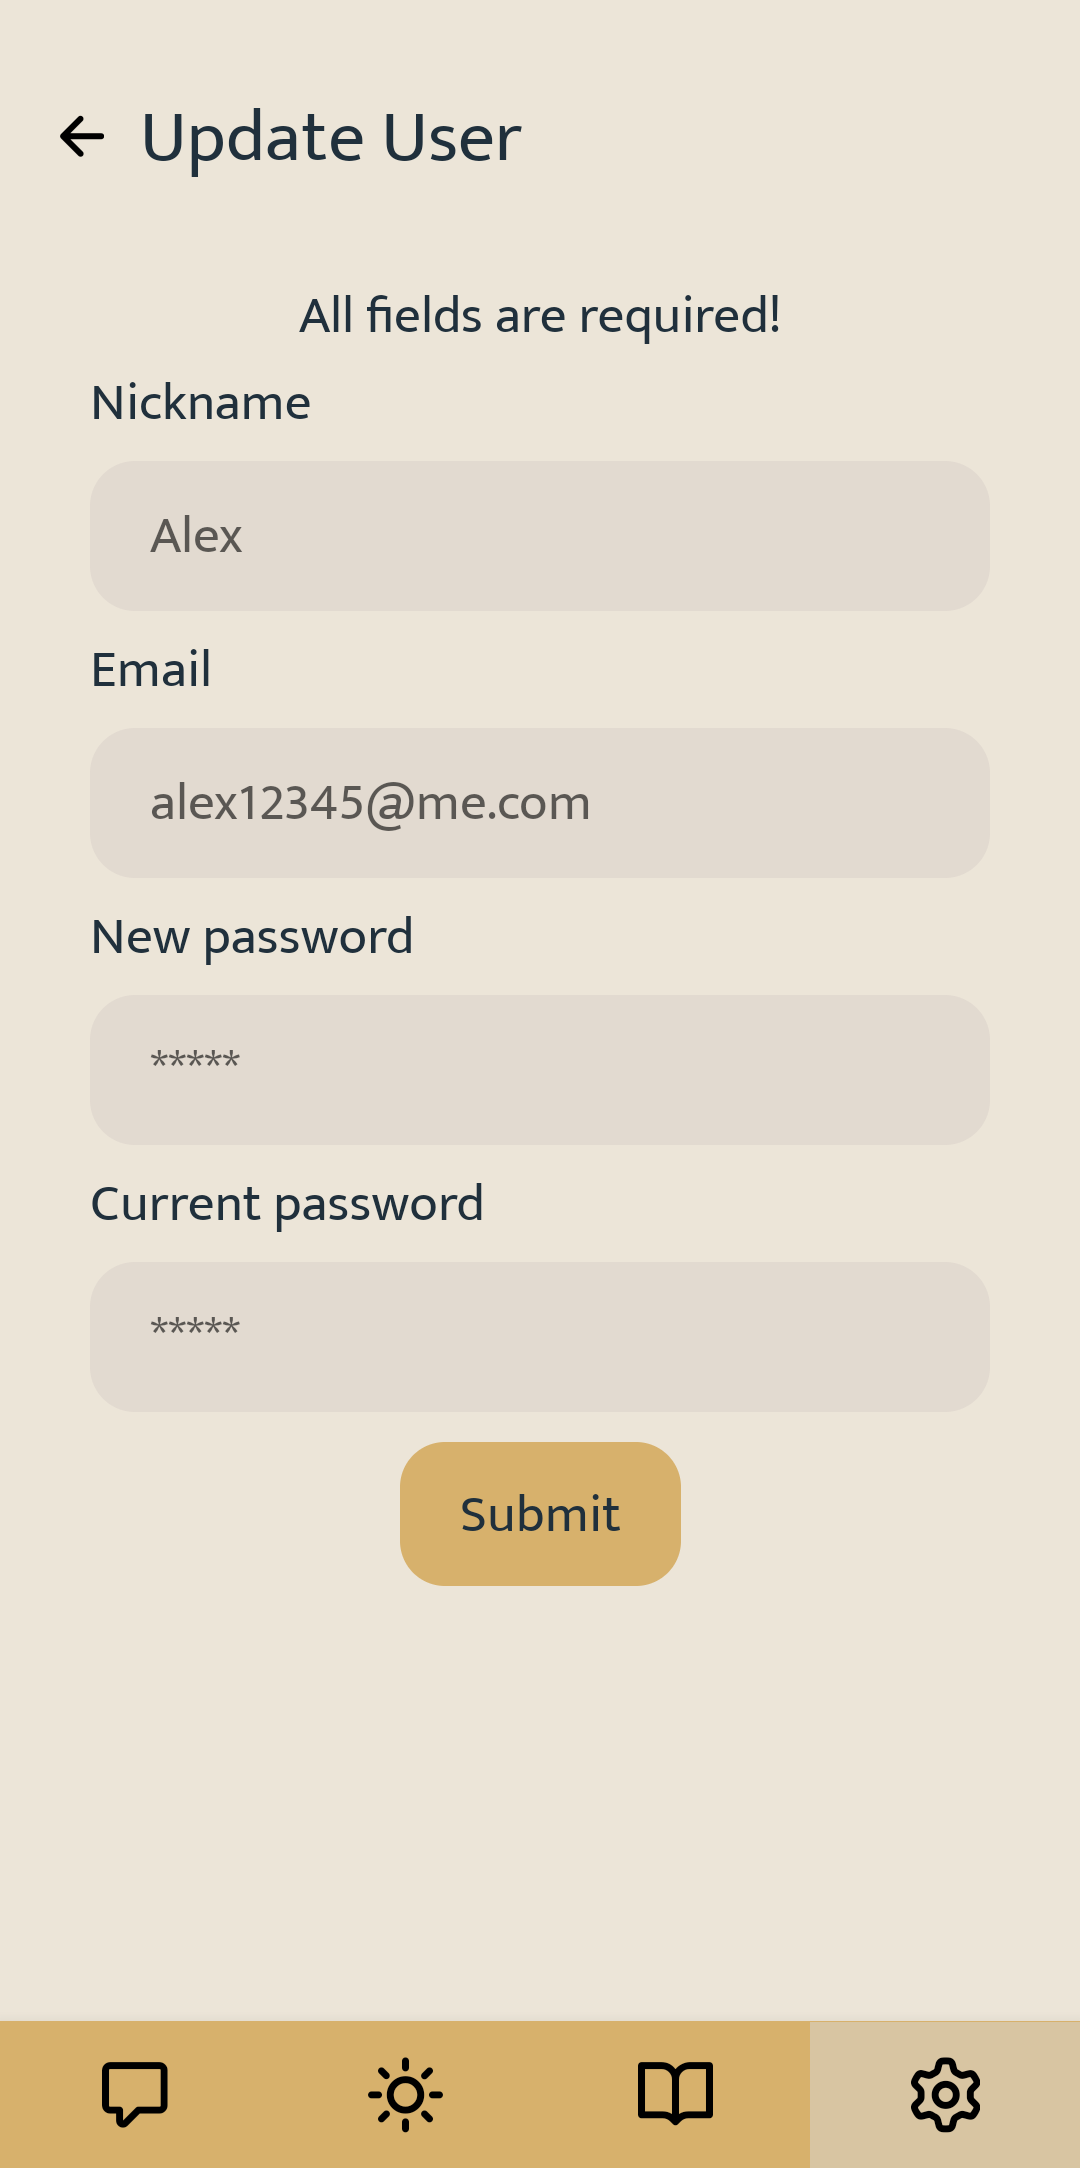 Update User
All fields are required!
Nickname
Alex
Email
alex12345@me.com
New password
*****
Current password
*****
Submit